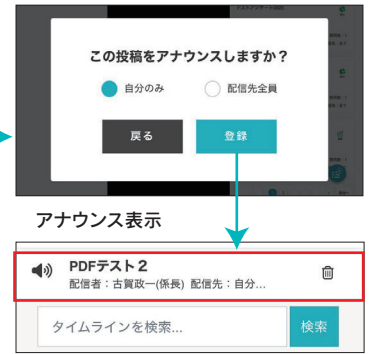 この投稿をアナウンスしますか？
自分のみ 配信先全員
戻る 登録
アナウンス表示
PDFテスト2
配信者：古賀政一(係長) 配信先：自分...
タイムラインを検索... 検索